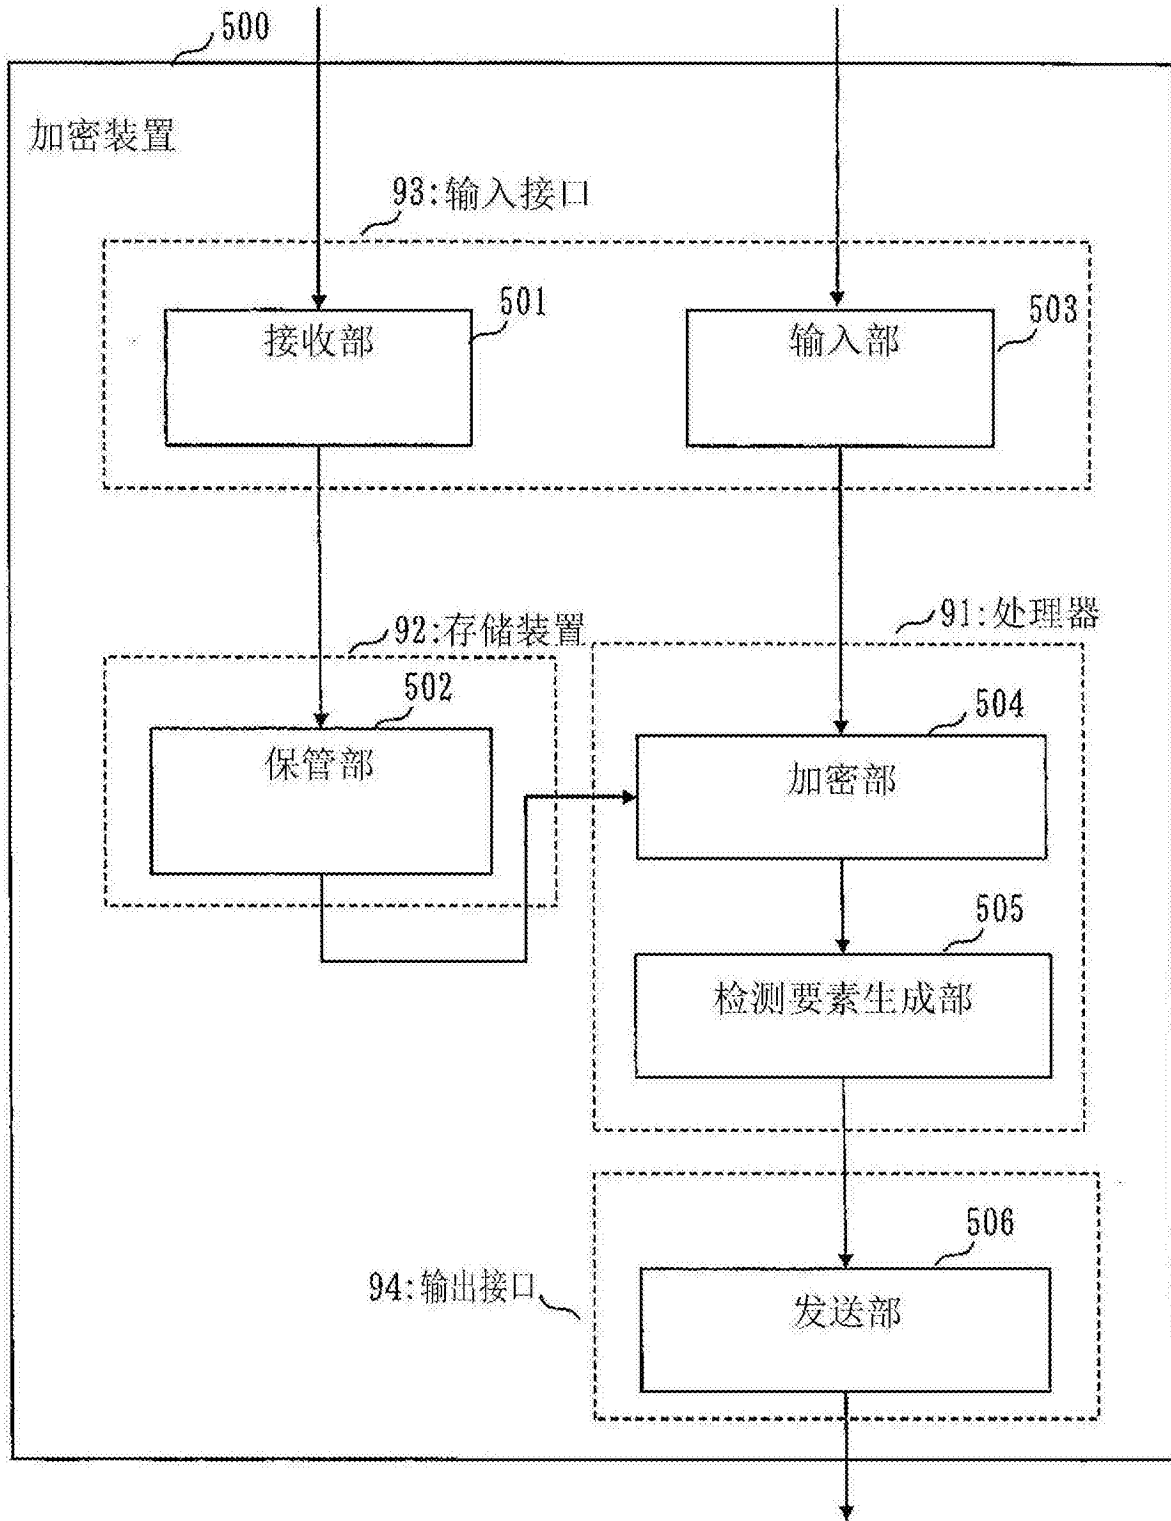 500
加密装置
93:输入接口
501
接收部
503
输入部
92:存储装置
91:处理器
502
保管部
504
加密部
505
检测要素生成部
506
94:输出接口
发送部